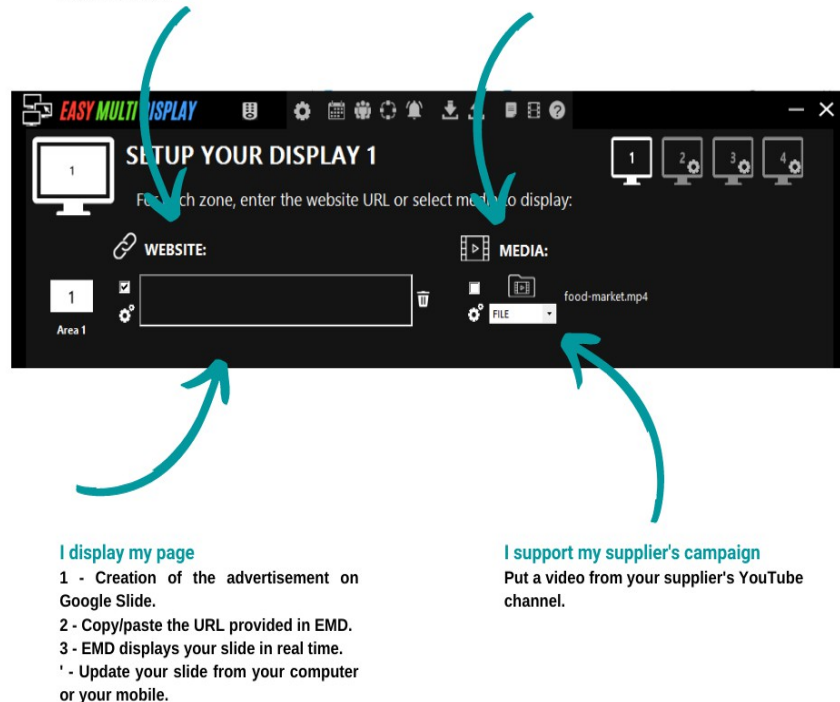 EASY MULTI DISPLAY
1
SETUP YOUR DISPLAY 1
1 2 3 4
zone, enter the website URL or select to display:
WEBSITE:
MEDIA:
1
food-market.mp4
FILE
Area 1
I display my page
1 - Creation of the advertisement on
Google Slide.
2 - Copy/paste the URL provided in EMD.
3 - EMD displays your slide in real time.
' - Update your slide from your computer
or your mobile.
I support my supplier's campaign
Put a video from your supplier's YouTube
channel.